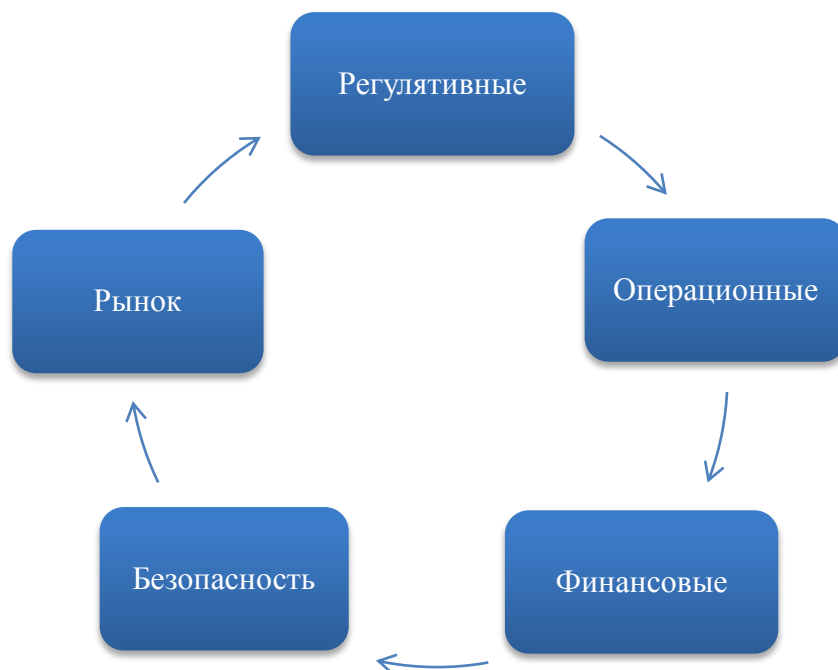 Регулятивные
Операционные
Финансовые
Безопасность
Рынок